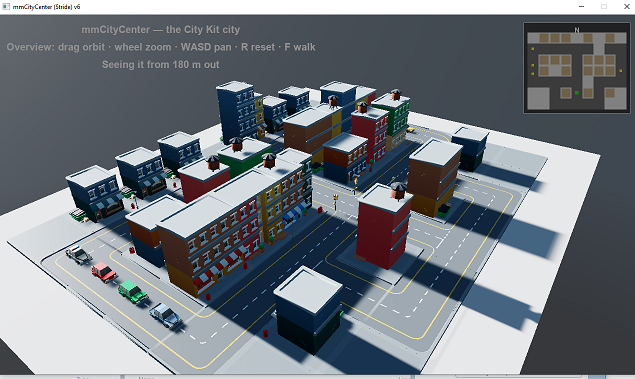 mmCityCenter (Stride) v6
mmCityCenter — the City Kit city
Overview: drag orbit · wheel zoom · WASD pan · R reset · F walk
Seeing it from 180 m out
N